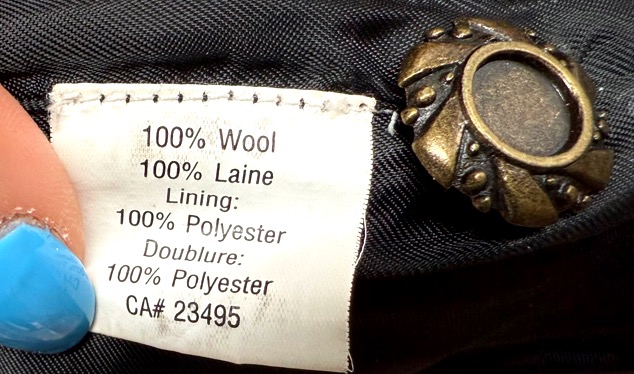 100% Wool
100% Laine
Lining:
100% Polyester
Doublure:
100% Polyester
CA# 23495